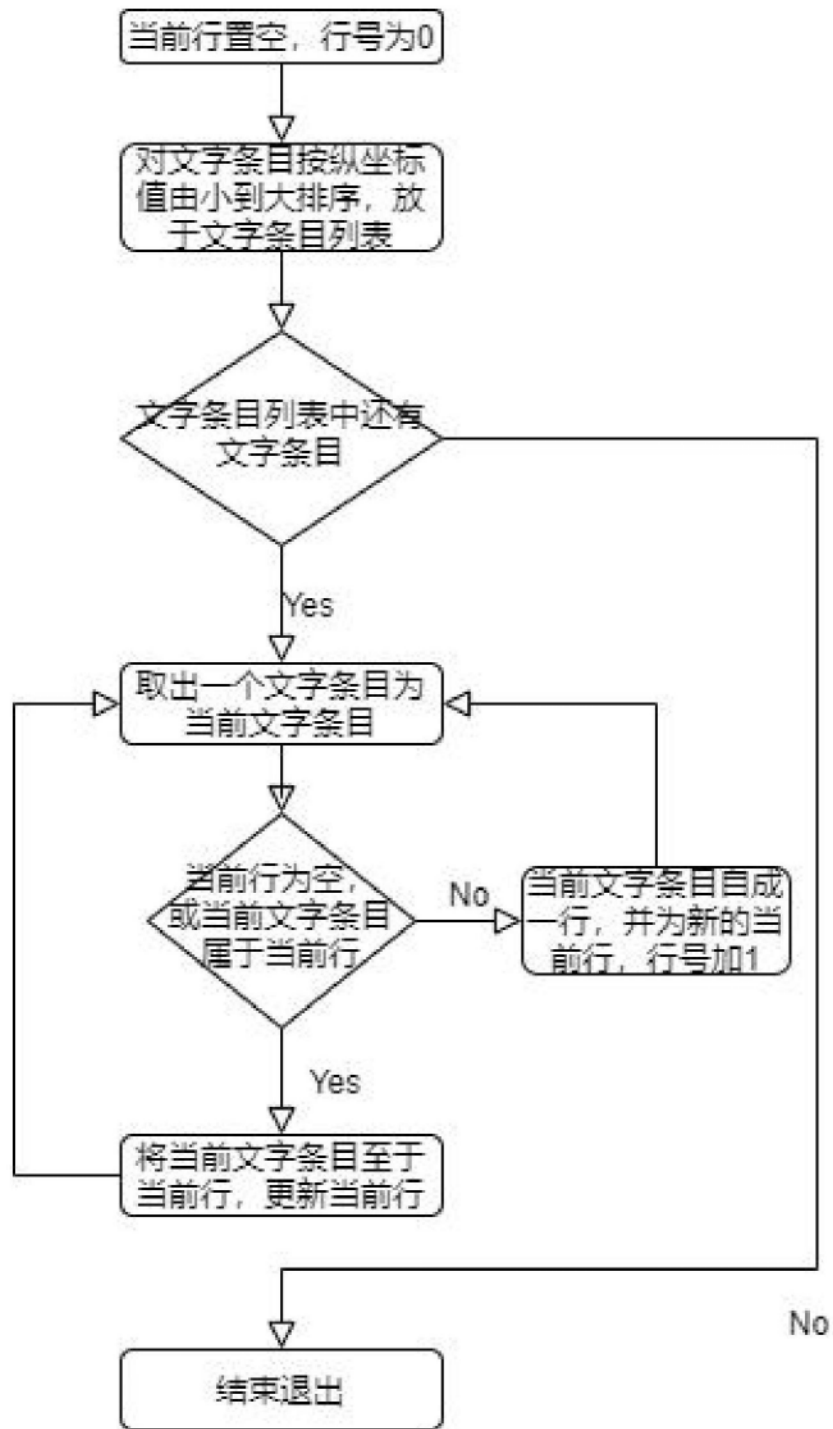 当前行置空，行号为0
对文字条目按纵坐标
值由小到大排序，放
于文字条目列表
文字条目列表中还有
文字条目
Yes
取出一个文字条目为
当前文字条目
当前行为空，
或当前文字条目
属于当前行
No
当前文字条目自成
一行，并为新的当
前行，行号加1
Yes
将当前文字条目至于
当前行，更新当前行
No
结束退出